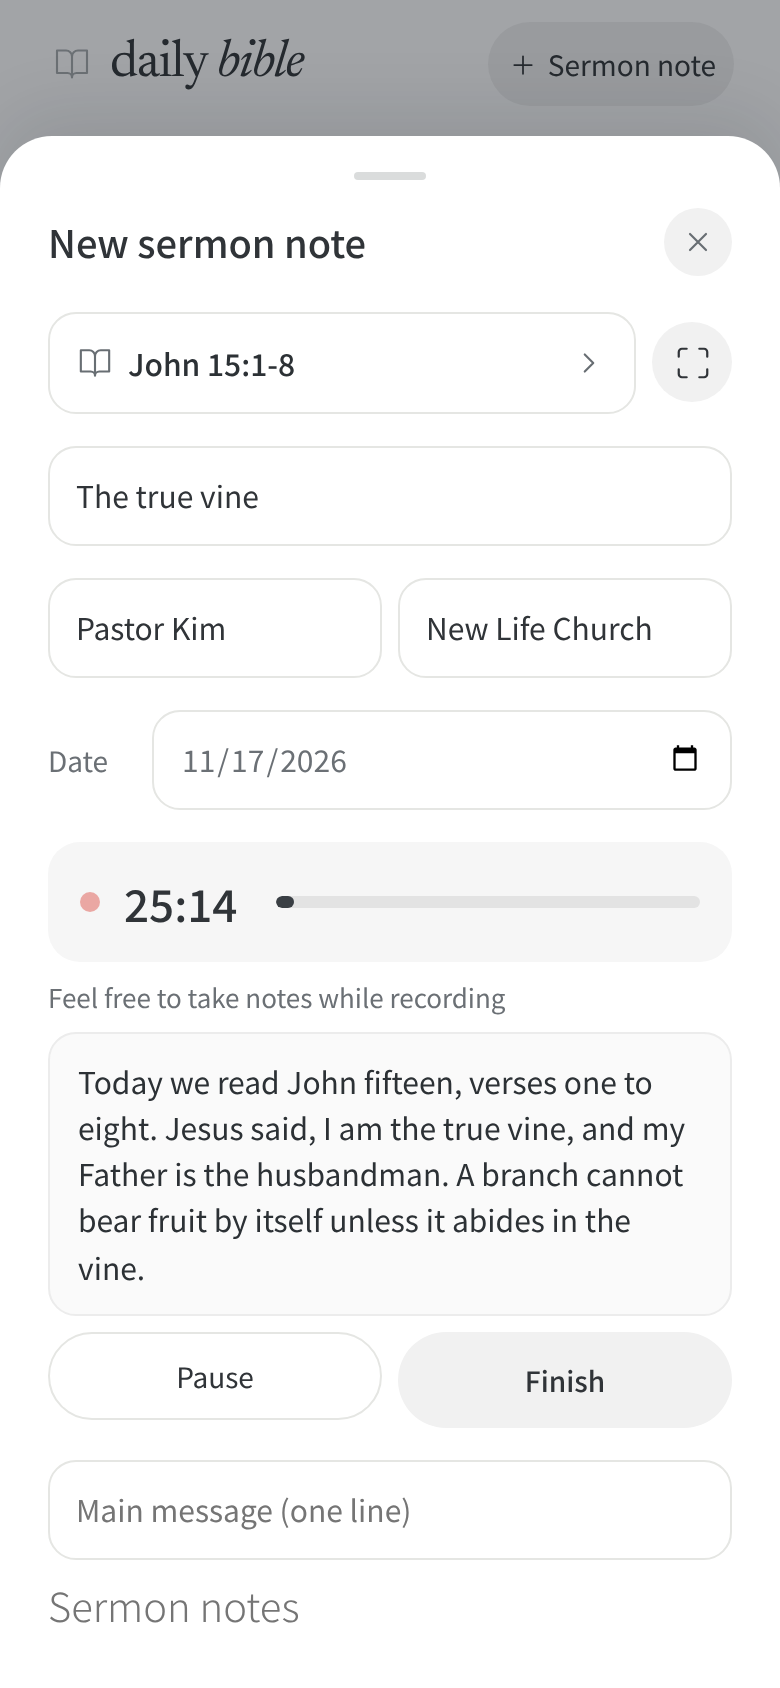 daily bible
+ Sermon note
New sermon note
John 15:1-8
The true vine
Pastor Kim
New Life Church
Date
11/17/2026
25:14
Feel free to take notes while recording
Today we read John fifteen, verses one to
eight. Jesus said, I am the true vine, and my
Father is the husbandman. A branch cannot
bear fruit by itself unless it abides in the
vine.
Pause
Finish
Main message (one line)
Sermon notes